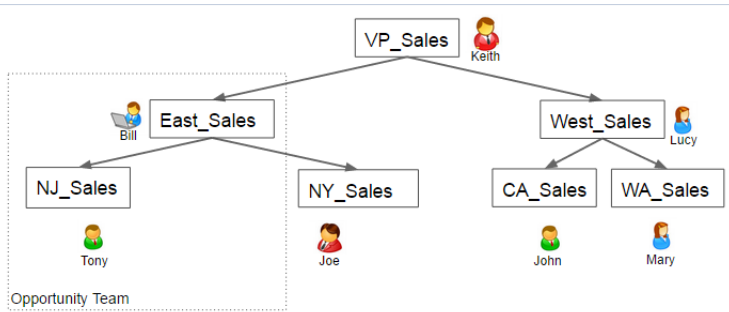 VP_Sales
Keith
Bill
East_Sales
West_Sales
Lucy
NJ_Sales
NY_Sales
CA_Sales
WA_Sales
Tony
Joe
John
Mary
Opportunity Team